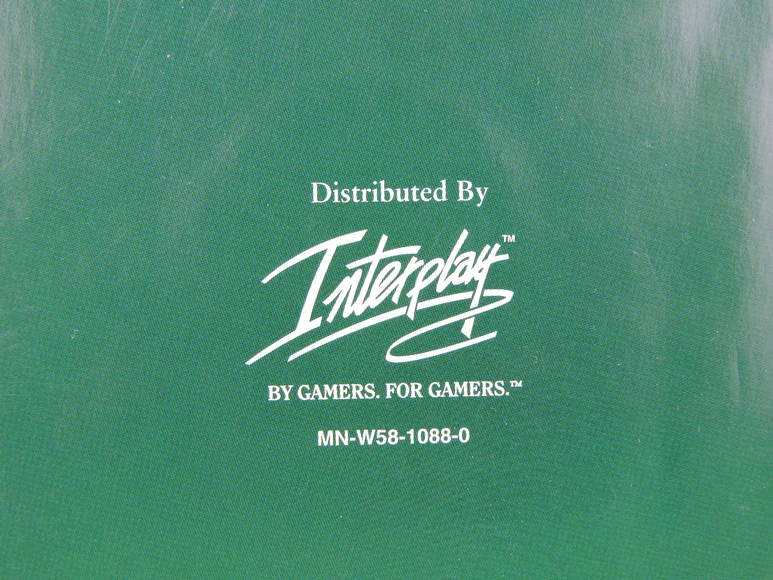 Distributed By
Interplay™
BY GAMERS. FOR GAMERS.™
MN-W58-1088-0